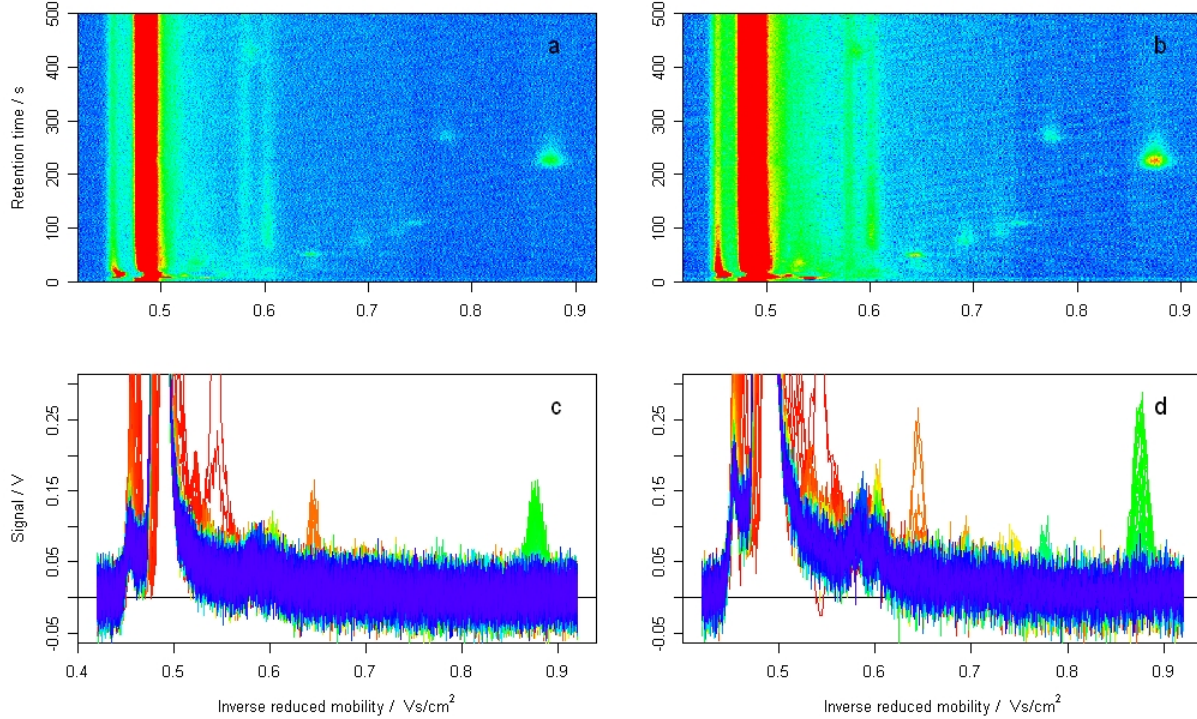 a
b
Retention time / s
0 100 200 300 400 500
0 100 200 300 400 500
0.5 0.6 0.7 0.8 0.9
0.5 0.6 0.7 0.8 0.9
c
d
Signal / V
-0.05 0.05 0.15 0.25
-0.05 0.05 0.15 0.25
0.4 0.5 0.6 0.7 0.8 0.9
0.5 0.6 0.7 0.8 0.9
Inverse reduced mobility / Vs/cm²
Inverse reduced mobility / Vs/cm²